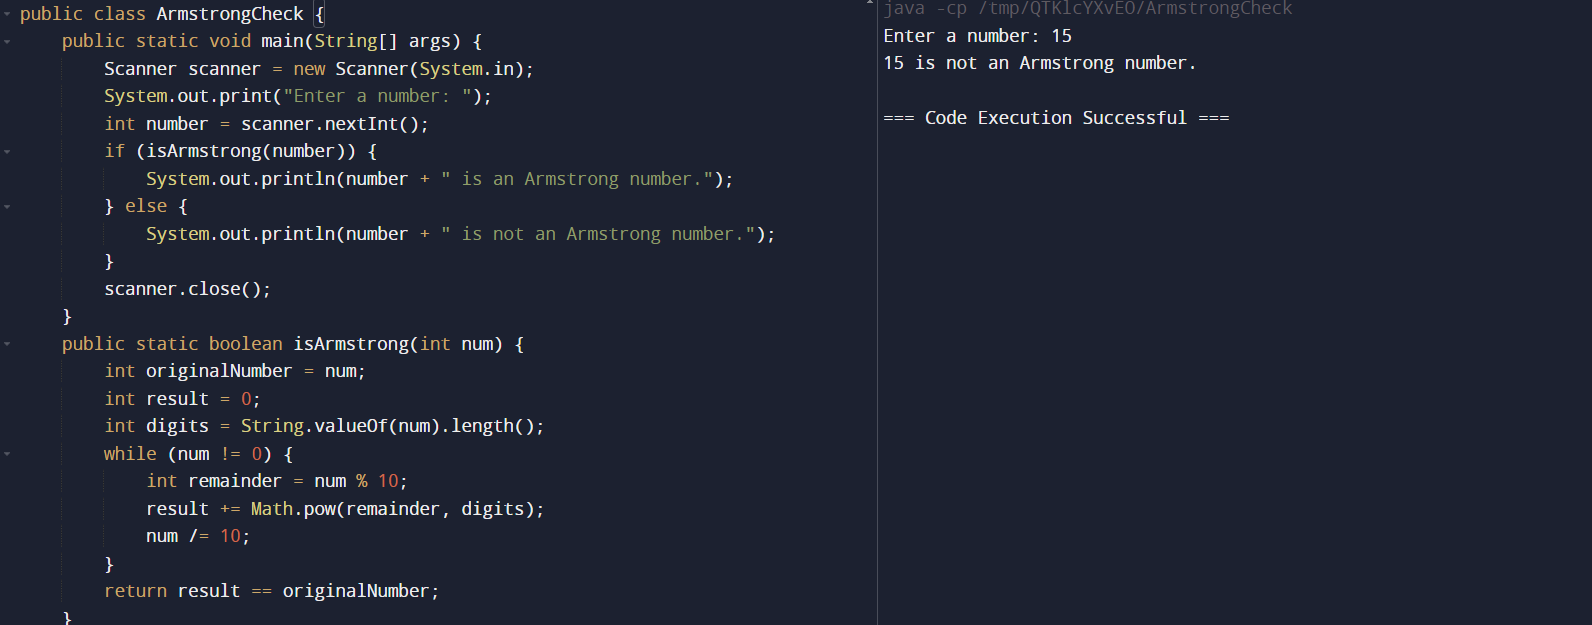 public class ArmstrongCheck {
public static void main(String[] args) {
Scanner scanner = new Scanner(System.in);
System.out.print("Enter a number: ");
int number = scanner.nextInt();
if (isArmstrong(number)) {
System.out.println(number + " is an Armstrong number.");
} else {
System.out.println(number + " is not an Armstrong number.");
}
scanner.close();
}
public static boolean isArmstrong(int num) {
int originalNumber = num;
int result = 0;
int digits = String.valueOf(num).length();
while (num != 0) {
int remainder = num % 10;
result += Math.pow(remainder, digits);
num /= 10;
}
return result == originalNumber;
}
java -cp /tmp/QTKlcYXvEO/ArmstrongCheck
Enter a number: 15
15 is not an Armstrong number.
=== Code Execution Successful ===